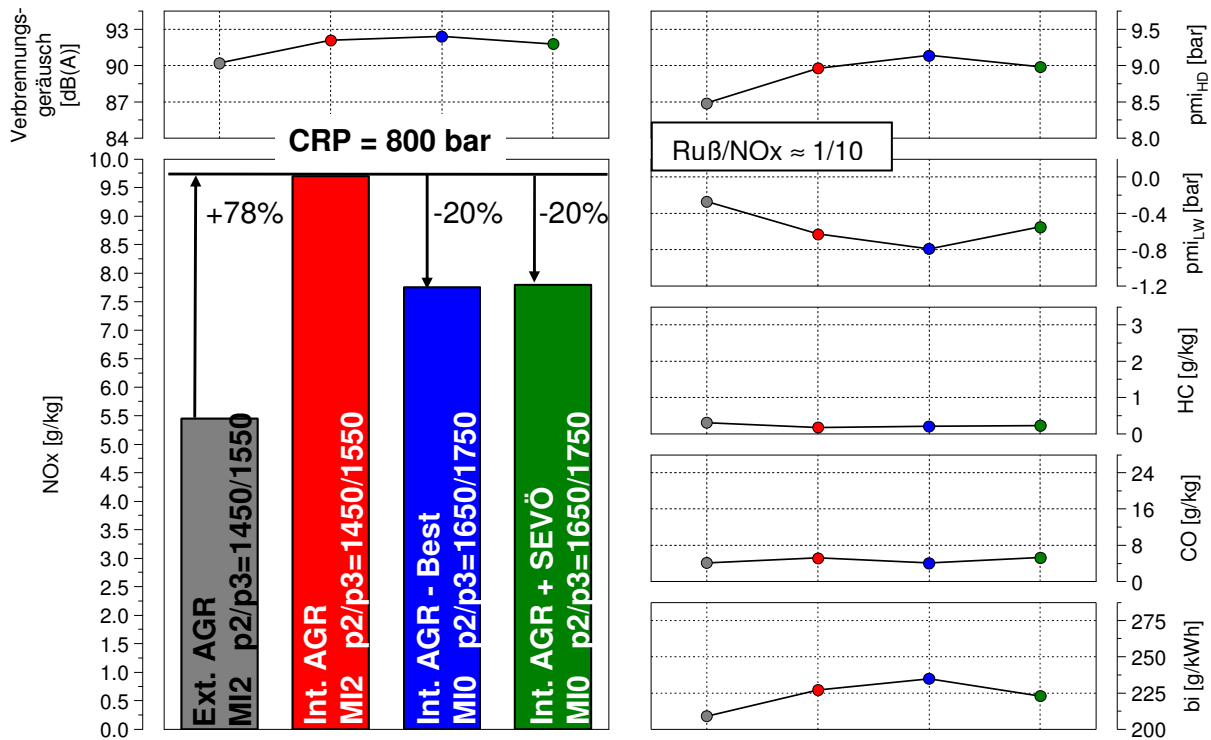 Verbrennungs-
geräusch
[dB(A)]
93
90
87
84
CRP = 800 bar
NOx [g/kg]
10.0
9.5
9.0
8.5
8.0
7.5
7.0
6.5
6.0
5.5
5.0
4.5
4.0
3.5
3.0
2.5
2.0
1.5
1.0
0.5
0.0
+78%
-20%
-20%
Ext. AGR
MI2 p2/p3=1450/1550
Int. AGR
MI2 p2/p3=1450/1550
Int. AGR - Best
MI0 p2/p3=1650/1750
Int. AGR + SEVÖ
MI0 p2/p3=1650/1750
9.5
9.0
8.5
8.0
pmiHD [bar]
Ruß/NOx ≈ 1/10
0.0
-0.4
-0.8
-1.2
pmiLW [bar]
3
2
1
0
HC [g/kg]
24
16
8
0
CO [g/kg]
275
250
225
200
bi [g/kWh]